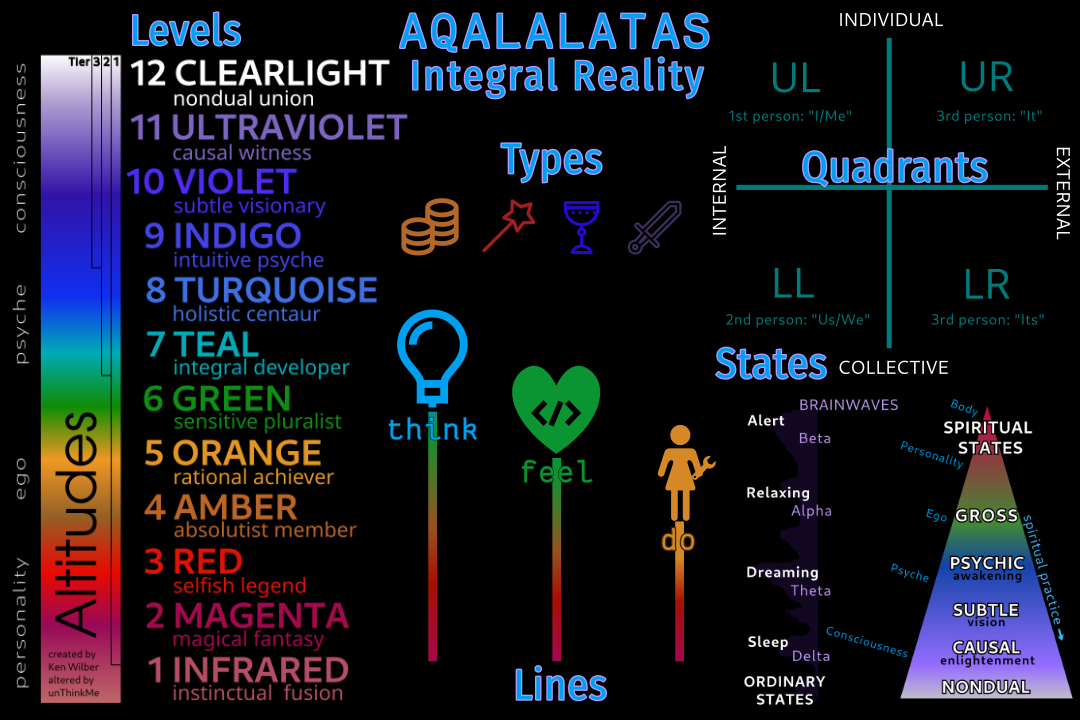 AQALALATAS
Integral Reality
Levels
Tier 3 2 1
consciousness
psyche
ego
personality
Altitudes
created by
Ken Wilber
altered by
unThinkMe
12 CLEARLIGHT
nondual union
11 ULTRAVIOLET
causal witness
10 VIOLET
subtle visionary
9 INDIGO
intuitive psyche
8 TURQUOISE
holistic centaur
7 TEAL
integral developer
6 GREEN
sensitive pluralist
5 ORANGE
rational achiever
4 AMBER
absolutist member
3 RED
selfish legend
2 MAGENTA
magical fantasy
1 INFRARED
instinctual fusion
Types
think
</>
feel
do
Lines
INDIVIDUAL
UL
1st person: "I/Me"
UR
3rd person: "It"
INTERNAL
Quadrants
EXTERNAL
LL
2nd person: "Us/We"
LR
3rd person: "Its"
COLLECTIVE
States
BRAINWAVES
Alert
Beta
Relaxing
Alpha
Dreaming
Theta
Sleep
Delta
ORDINARY
STATES
Body
Personality
Ego
Psyche
Consciousness
SPIRITUAL
STATES
GROSS
PSYCHIC
awakening
SUBTLE
vision
CAUSAL
enlightenment
NONDUAL
spiritual practice →